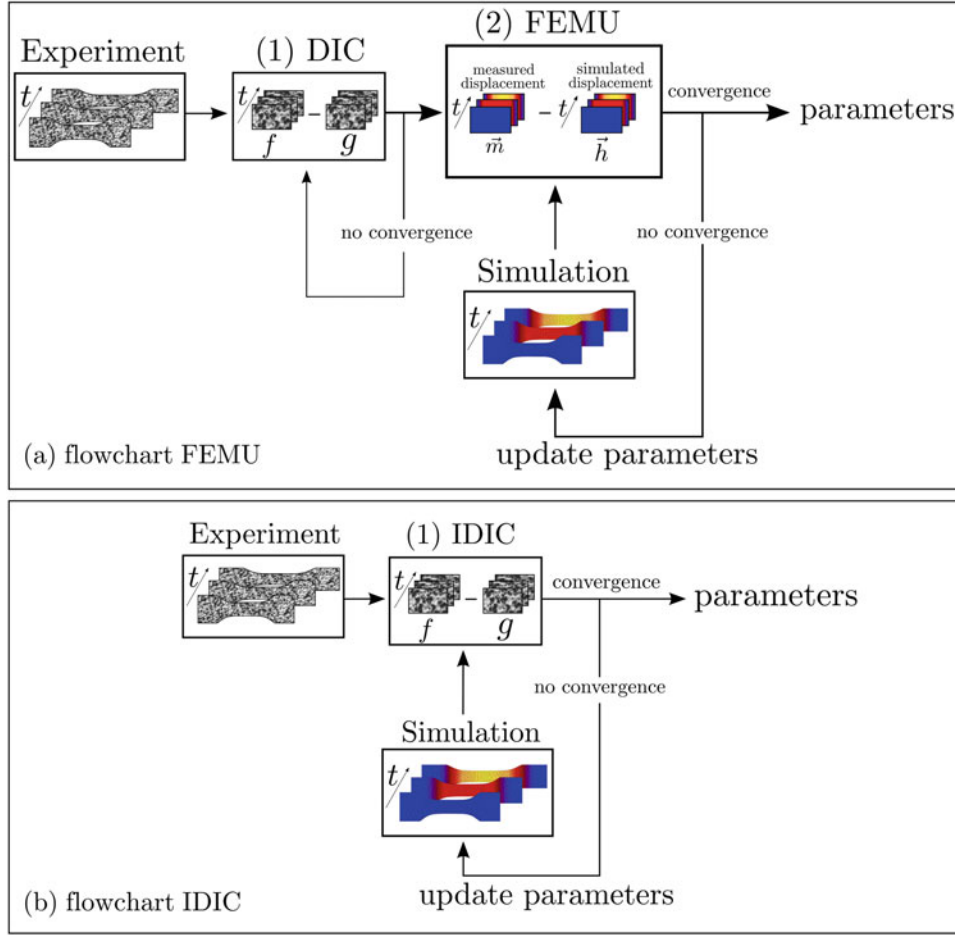 (2) FEMU
Experiment
(1) DIC
t
t
f
−
g
measured
displacement
t
m⃗
−
simulated
displacement
t
h⃗
convergence
parameters
no convergence
no convergence
Simulation
t
update parameters
(a) flowchart FEMU
Experiment
(1) IDIC
t
t
f
−
g
convergence
parameters
no convergence
Simulation
t
update parameters
(b) flowchart IDIC